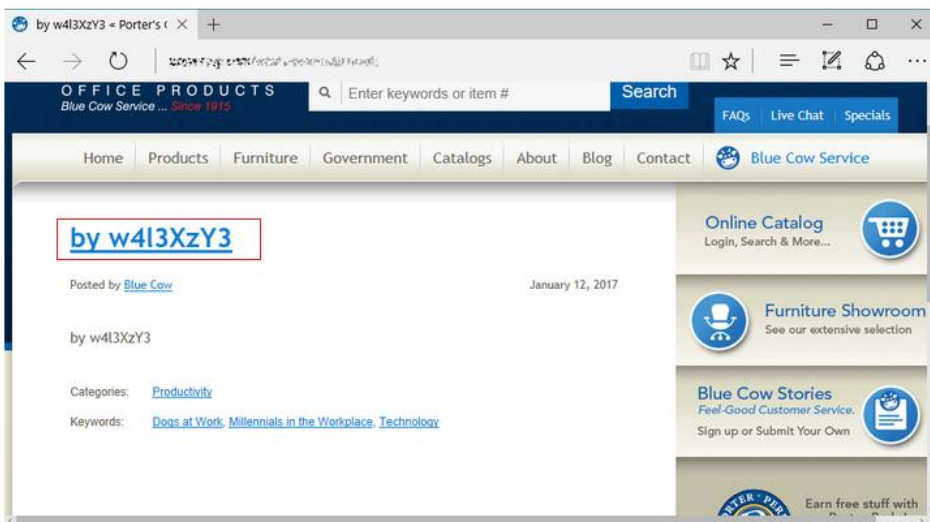 by w4l3XzY3 « Porter's
OFFICE PRODUCTS
Blue Cow Service ... Since 1915
Enter keywords or item #
Search
FAQs Live Chat Specials
Home Products Furniture Government Catalogs About Blog Contact Blue Cow Service
by w4l3XzY3
Posted by Blue Cow January 12, 2017
by w4l3XzY3
Categories: Productivity
Keywords: Dogs at Work, Millennials in the Workplace, Technology
Online Catalog
Login, Search & More...
Furniture Showroom
See our extensive selection
Blue Cow Stories
Feel-Good Customer Service.
Sign up or Submit Your Own
Earn free stuff with